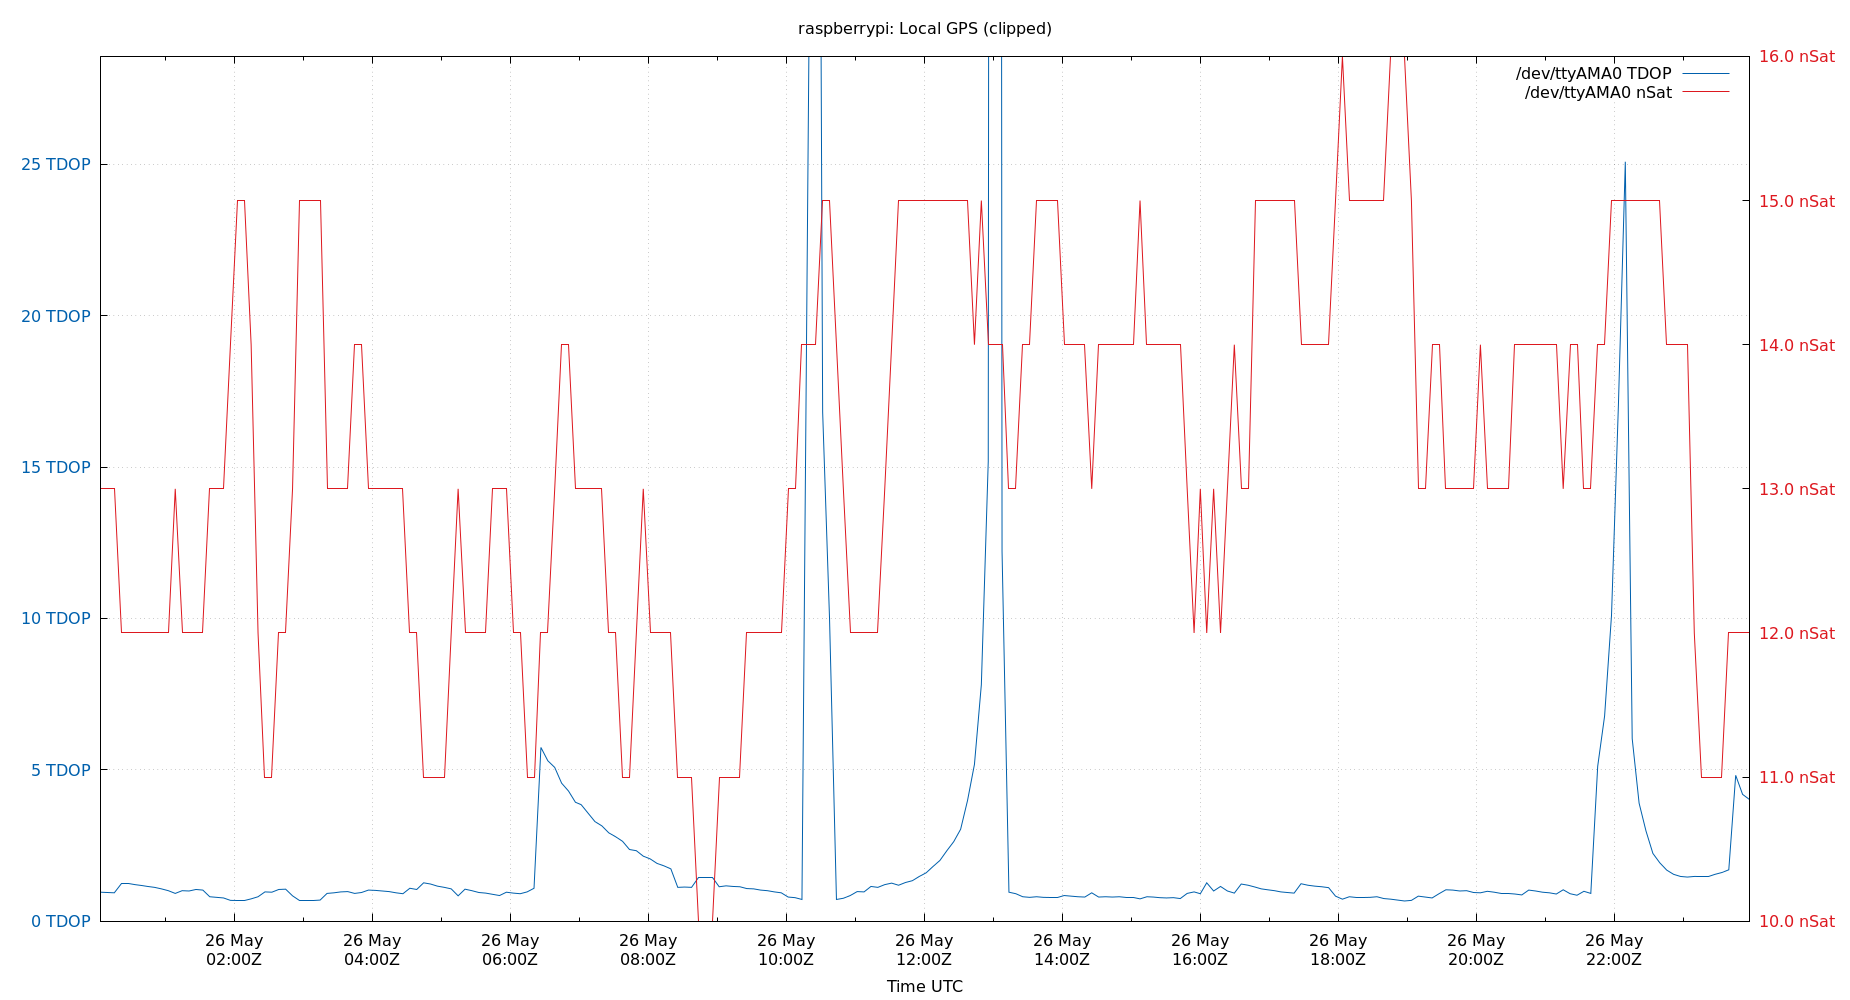 raspberrypi: Local GPS (clipped)
16.0 nSat
/dev/ttyAMA0 TDOP
/dev/ttyAMA0 nSat
25 TDOP
15.0 nSat
20 TDOP
14.0 nSat
15 TDOP
13.0 nSat
10 TDOP
12.0 nSat
5 TDOP
11.0 nSat
0 TDOP
10.0 nSat
26 May 26 May 26 May 26 May 26 May 26 May 26 May 26 May 26 May 26 May 26 May
02:00Z 04:00Z 06:00Z 08:00Z 10:00Z 12:00Z 14:00Z 16:00Z 18:00Z 20:00Z 22:00Z
Time UTC